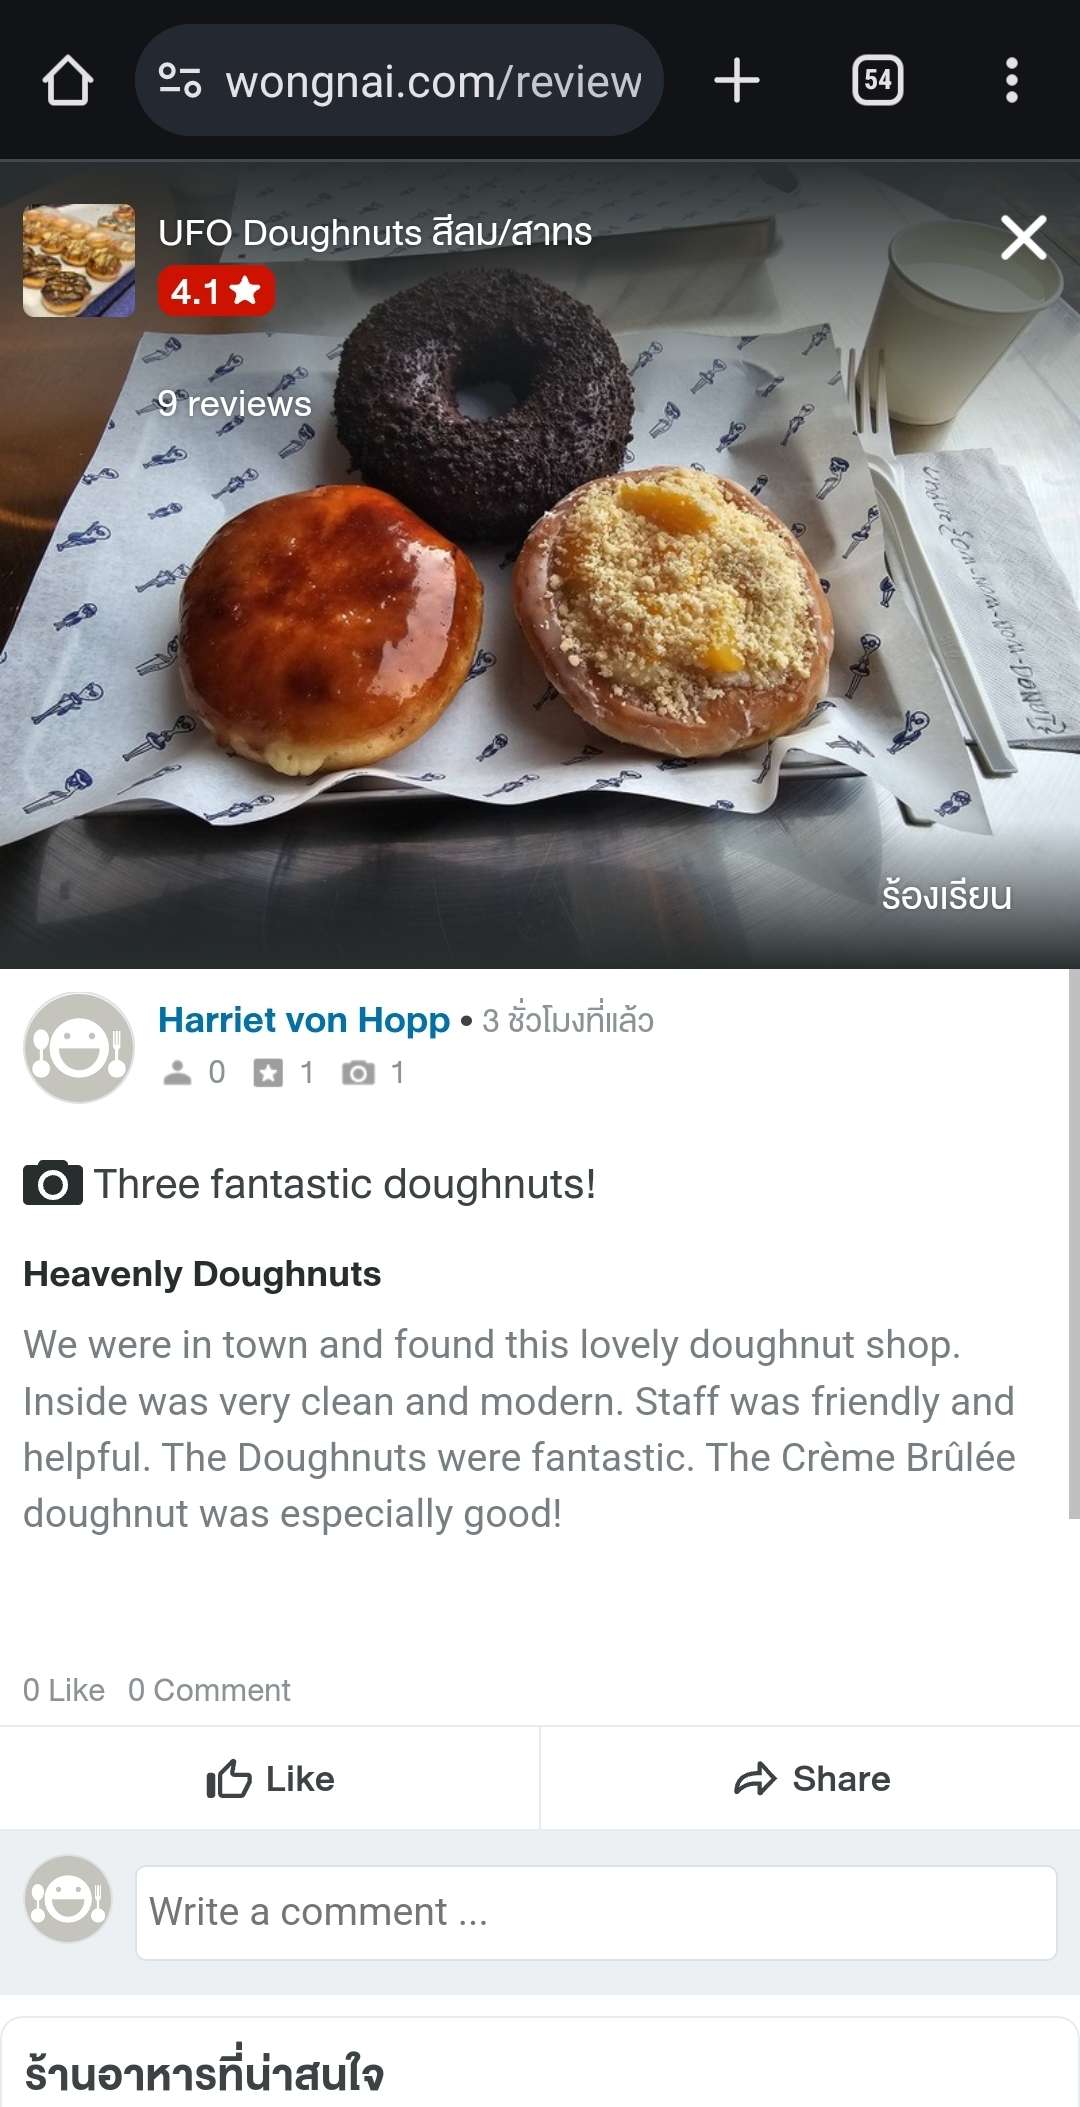 wongnai.com/review
54
UFO Doughnuts สีลม/สาทร
4.1
9 reviews
ร้องเรียน
Harriet von Hopp • 3 ชั่วโมงที่แล้ว
0 1 1
Three fantastic doughnuts!
Heavenly Doughnuts
We were in town and found this lovely doughnut shop.
Inside was very clean and modern. Staff was friendly and
helpful. The Doughnuts were fantastic. The Crème Brûlée
doughnut was especially good!
0 Like 0 Comment
Like
Share
Write a comment ...
ร้านอาหารที่น่าสนใจ